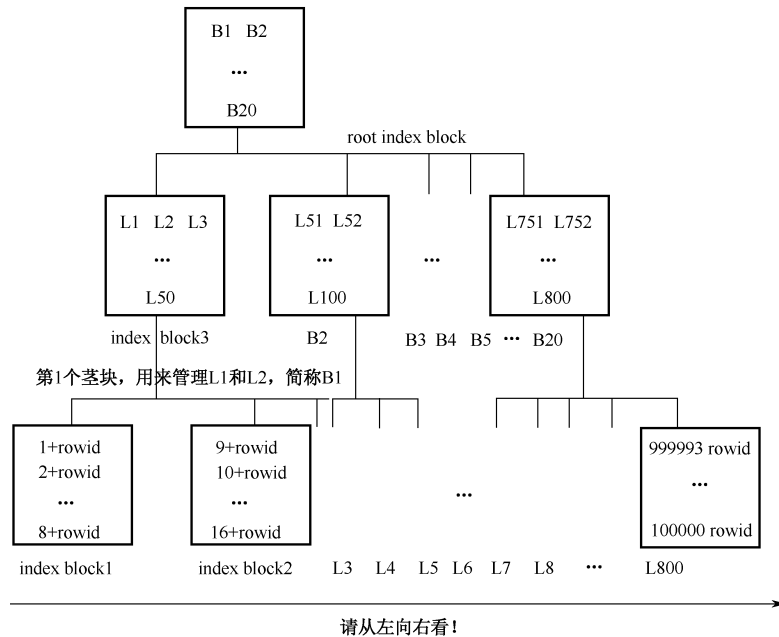 B1 B2
...
B20
root index block
L1 L2 L3
...
L50
L51 L52
...
L100
...
L751 L752
...
L800
index block3
B2
B3 B4 B5 ... B20
第1个茎块，用来管理L1和L2，简称B1
1+rowid
2+rowid
...
8+rowid
9+rowid
10+rowid
...
16+rowid
...
999993 rowid
...
100000 rowid
index block1
index block2
L3 L4 L5 L6 L7 L8 ... L800
请从左向右看！